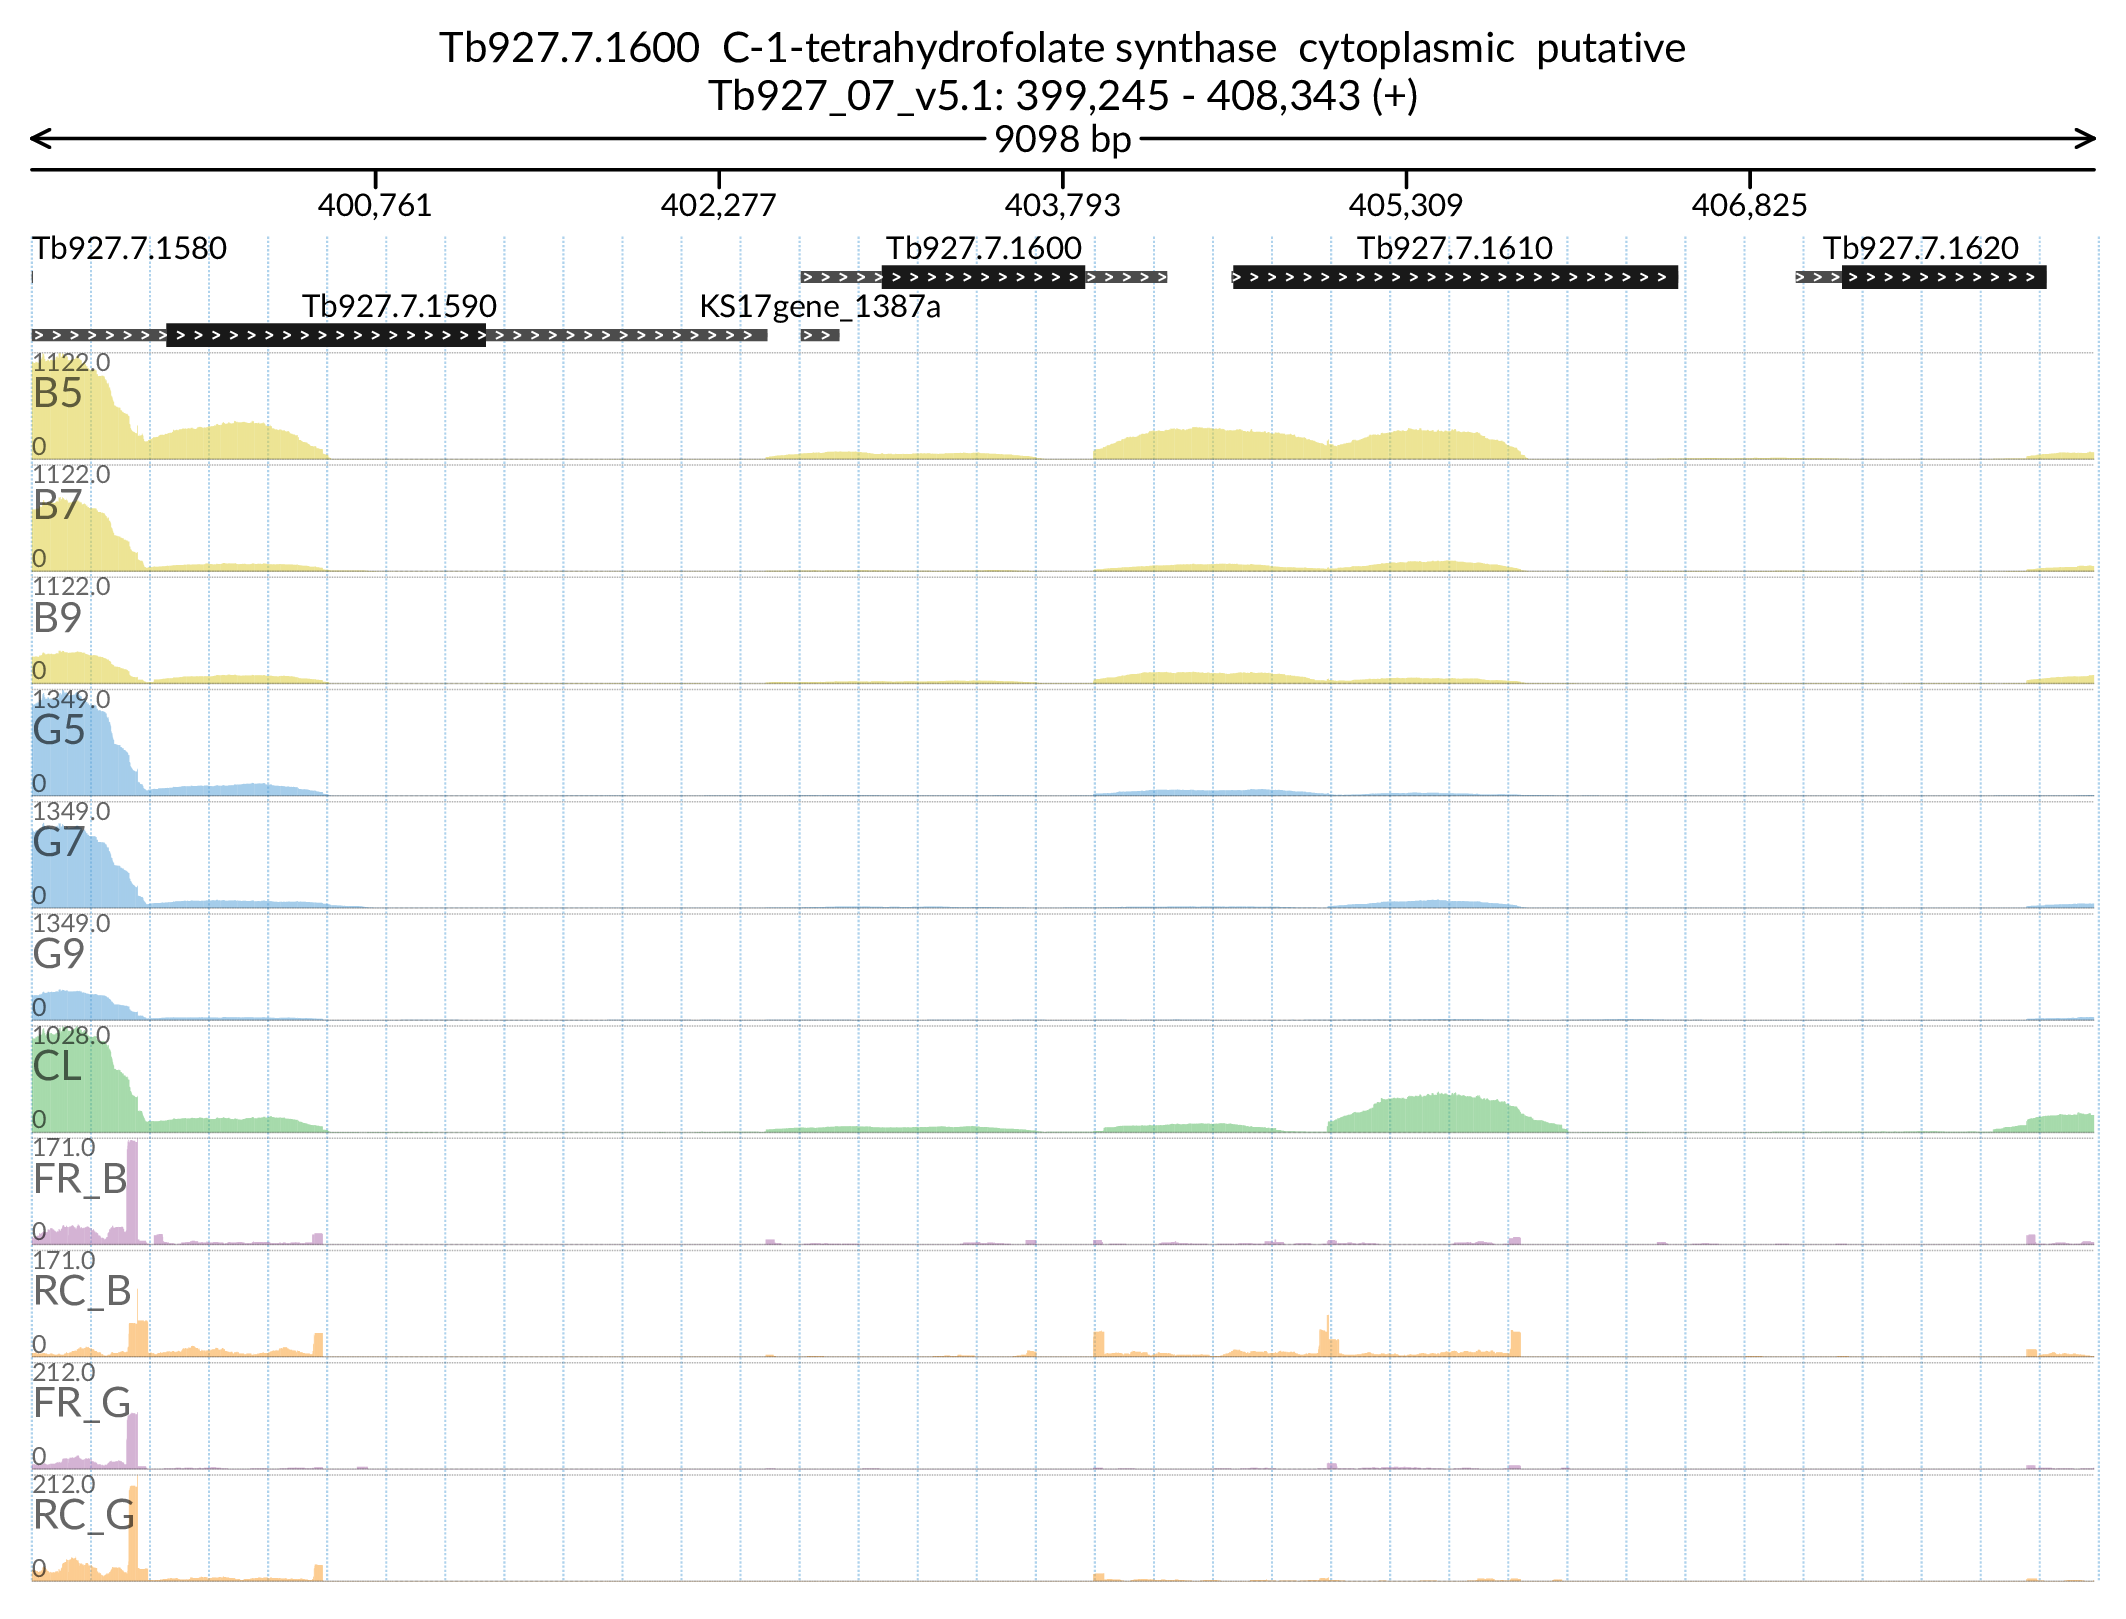 Tb927.7.1600 C-1-tetrahydrofolate synthase cytoplasmic putative
Tb927_07_v5.1: 399,245 - 408,343 (+)
9098 bp
400,761 402,277 403,793 405,309 406,825
Tb927.7.1580 Tb927.7.1600 Tb927.7.1610 Tb927.7.1620
Tb927.7.1590 KS17gene_1387a
1122.0
B5
0
1122.0
B7
0
1122.0
B9
0
1349.0
G5
0
1349.0
G7
0
1349.0
G9
0
1028.0
CL
0
171.0
FR_B
0
171.0
RC_B
0
212.0
FR_G
0
212.0
RC_G
0